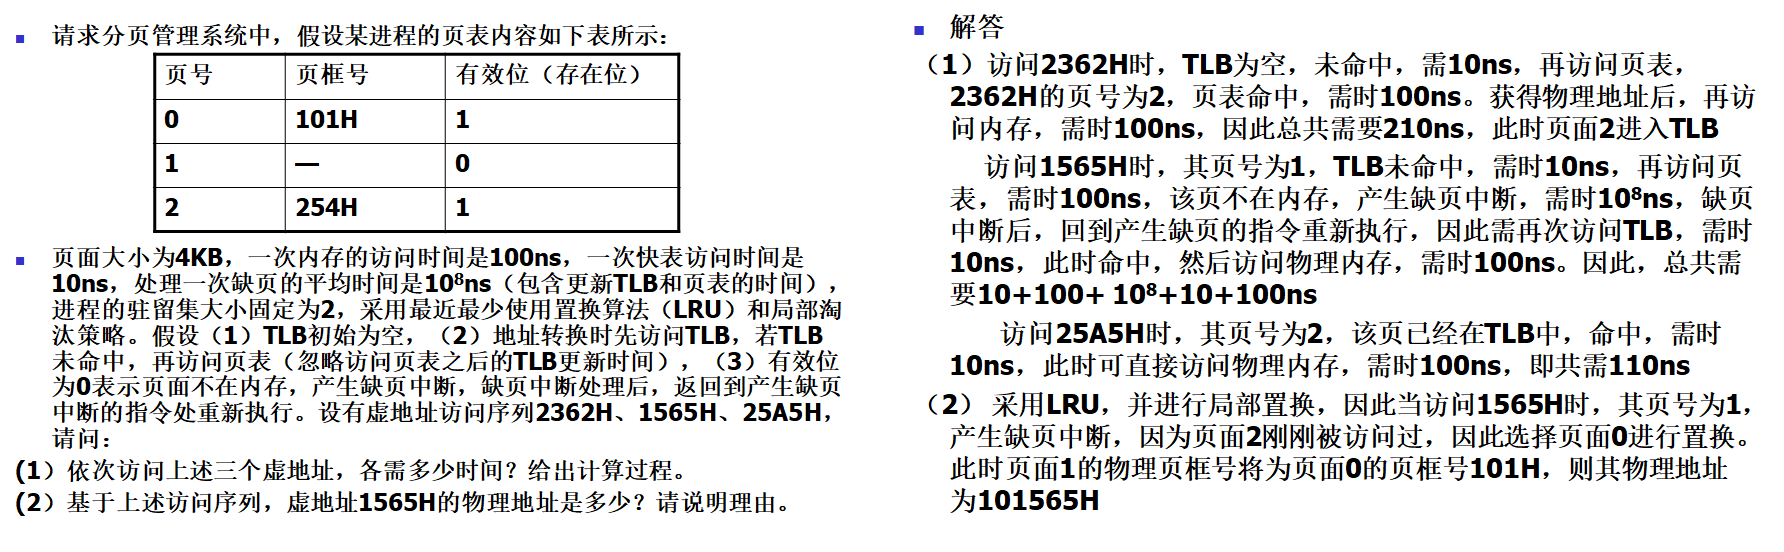 请求分页管理系统中，假设某进程的页表内容如下表所示：
页号 页框号 有效位（存在位）
0 101H 1
1 — 0
2 254H 1
页面大小为4KB，一次内存的访问时间是100ns，一次快表访问时间是
10ns，处理一次缺页的平均时间是10⁸ns（包含更新TLB和页表的时间），
进程的驻留集大小固定为2，采用最近最少使用置换算法（LRU）和局部淘
汰策略。假设（1）TLB初始为空，（2）地址转换时先访问TLB，若TLB
未命中，再访问页表（忽略访问页表之后的TLB更新时间），（3）有效位
为0表示页面不在内存，产生缺页中断，缺页中断处理后，返回到产生缺页
中断的指令处重新执行。设有虚地址访问序列2362H、1565H、25A5H，
请问：
(1）依次访问上述三个虚地址，各需多少时间？给出计算过程。
(2）基于上述访问序列，虚地址1565H的物理地址是多少？请说明理由。
解答
（1）访问2362H时，TLB为空，未命中，需10ns，再访问页表，
2362H的页号为2，页表命中，需时100ns。获得物理地址后，再访
问内存，需时100ns，因此总共需要210ns，此时页面2进入TLB
访问1565H时，其页号为1，TLB未命中，需时10ns，再访问页
表，需时100ns，该页不在内存，产生缺页中断，需时10⁸ns，缺页
中断后，回到产生缺页的指令重新执行，因此需再次访问TLB，需时
10ns，此时命中，然后访问物理内存，需时100ns。因此，总共需
要10+100+ 10⁸+10+100ns
访问25A5H时，其页号为2，该页已经在TLB中，命中，需时
10ns，此时可直接访问物理内存，需时100ns，即共需110ns
（2） 采用LRU，并进行局部置换，因此当访问1565H时，其页号为1，
产生缺页中断，因为页面2刚刚被访问过，因此选择页面0进行置换。
此时页面1的物理页框号将为页面0的页框号101H，则其物理地址
为101565H